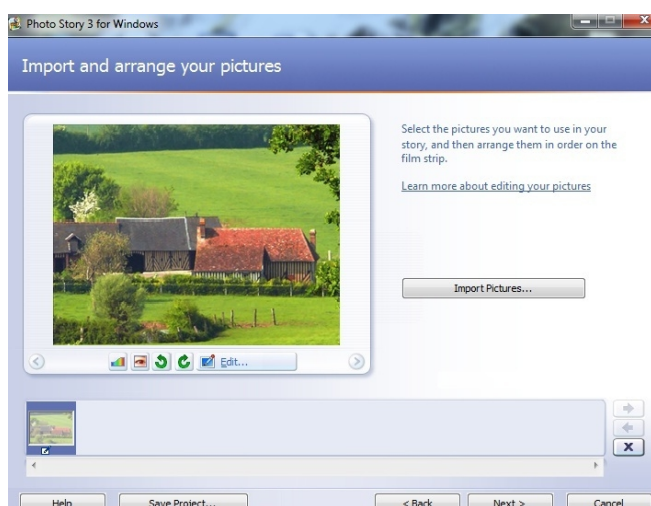 Photo Story 3 for Windows
Import and arrange your pictures
Select the pictures you want to use in your
story, and then arrange them in order on the
film strip.
Learn more about editing your pictures
Import Pictures...
Edit...
Help
Save Project...
< Back
Next >
Cancel